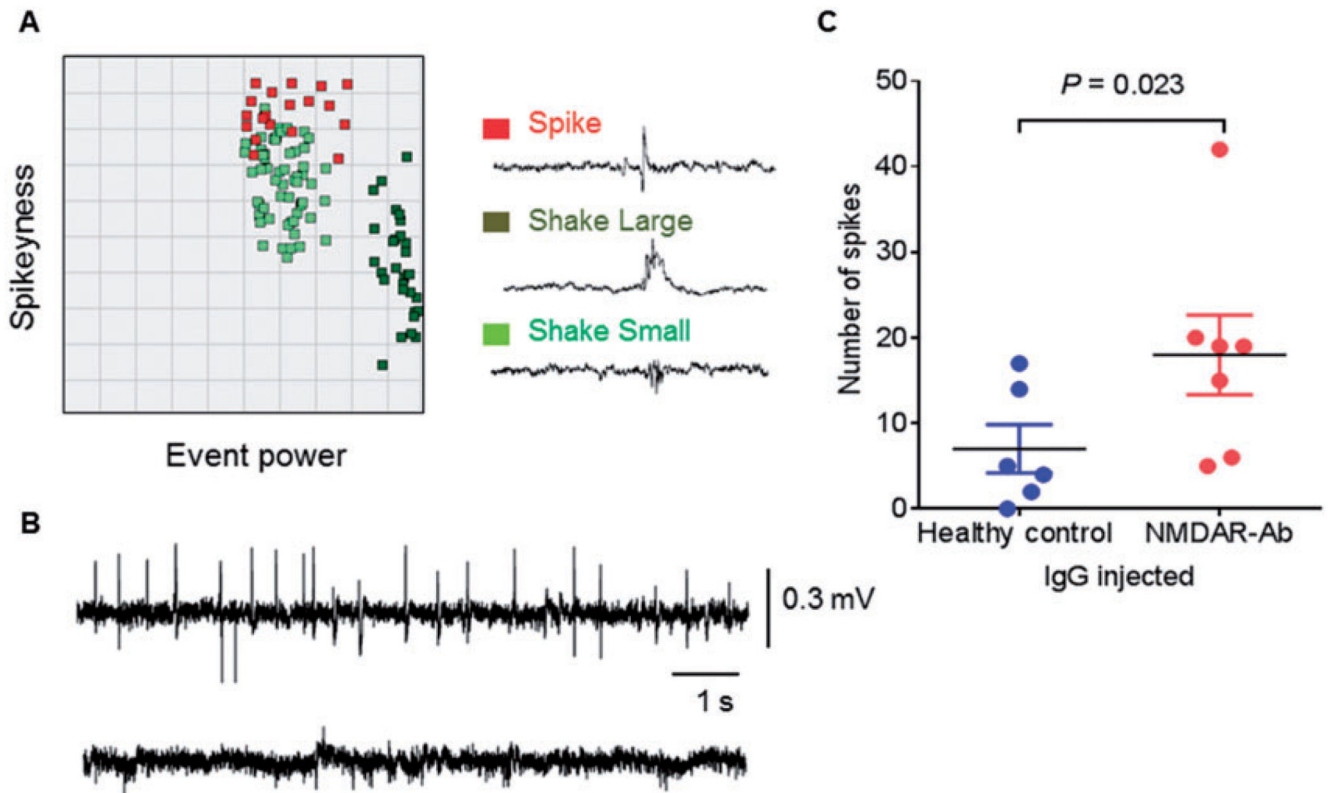 A
Spikeyness
Event power
Spike
Shake Large
Shake Small
B
0.3 mV
1 s
C
P = 0.023
Number of spikes
50
40
30
20
10
0
Healthy control
NMDAR-Ab
IgG injected